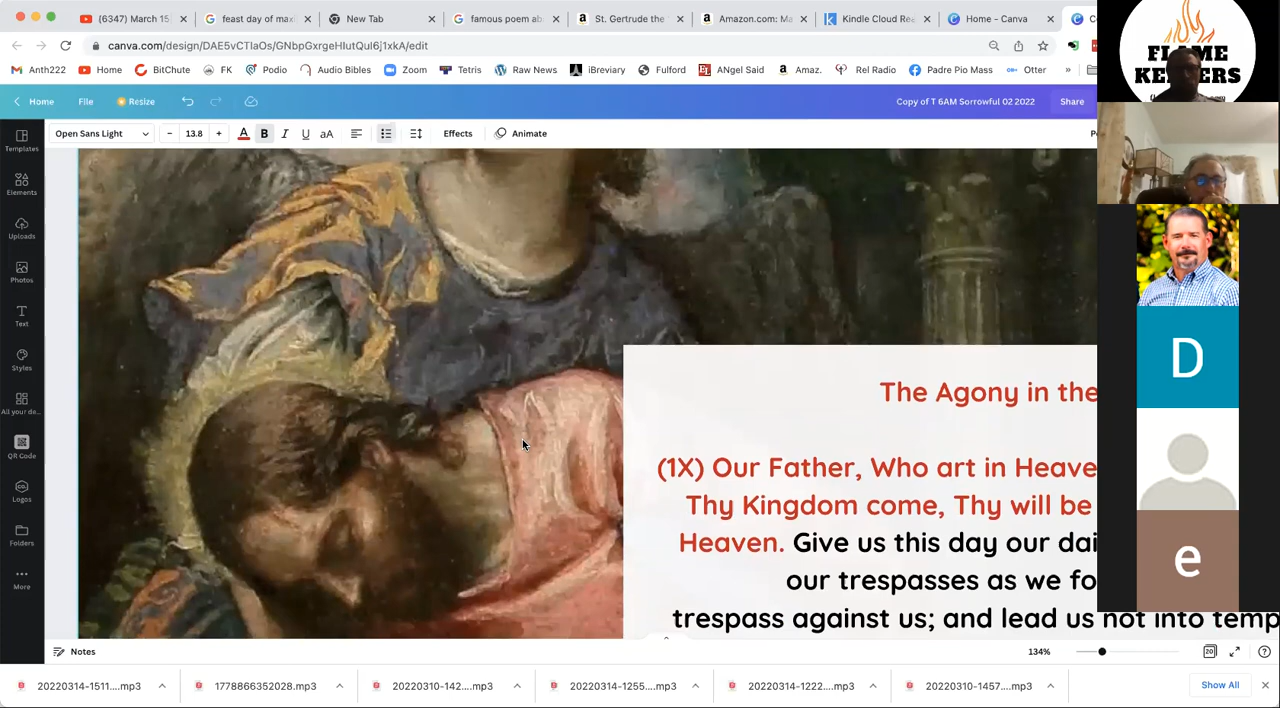 (6347) March 15
feast day of maxi
New Tab
famous poem ab
St. Gertrude the
Amazon.com: Ma
Kindle Cloud Rea
Home - Canva
canva.com/design/DAE5vCTlaOs/GNbpGxrgeHIutQuI6j1xkA/edit
Anth222 Home BitChute FK Podio Audio Bibles Zoom Tetris Raw News iBreviary Fulford ANgel Said Amaz. Rel Radio Padre Pio Mass Otter »
Home File Resize Copy of T 6AM Sorrowful 02 2022 Share
Open Sans Light − 13.8 + A B I U aA Effects Animate
Templates
Elements
Uploads
Photos
Text
Styles
All your de...
QR Code
Logos
Folders
More
The Agony in the
(1X) Our Father, Who art in Heave
Thy Kingdom come, Thy will be
Heaven. Give us this day our dai
our trespasses as we fo
trespass against us; and lead us not into temp
FLAME
KEEPERS
D
e
Notes 134% 20
20220314-1511....mp3 1778866352028.mp3 20220310-142....mp3 20220314-1255....mp3 20220314-1222....mp3 20220310-1457....mp3 Show All